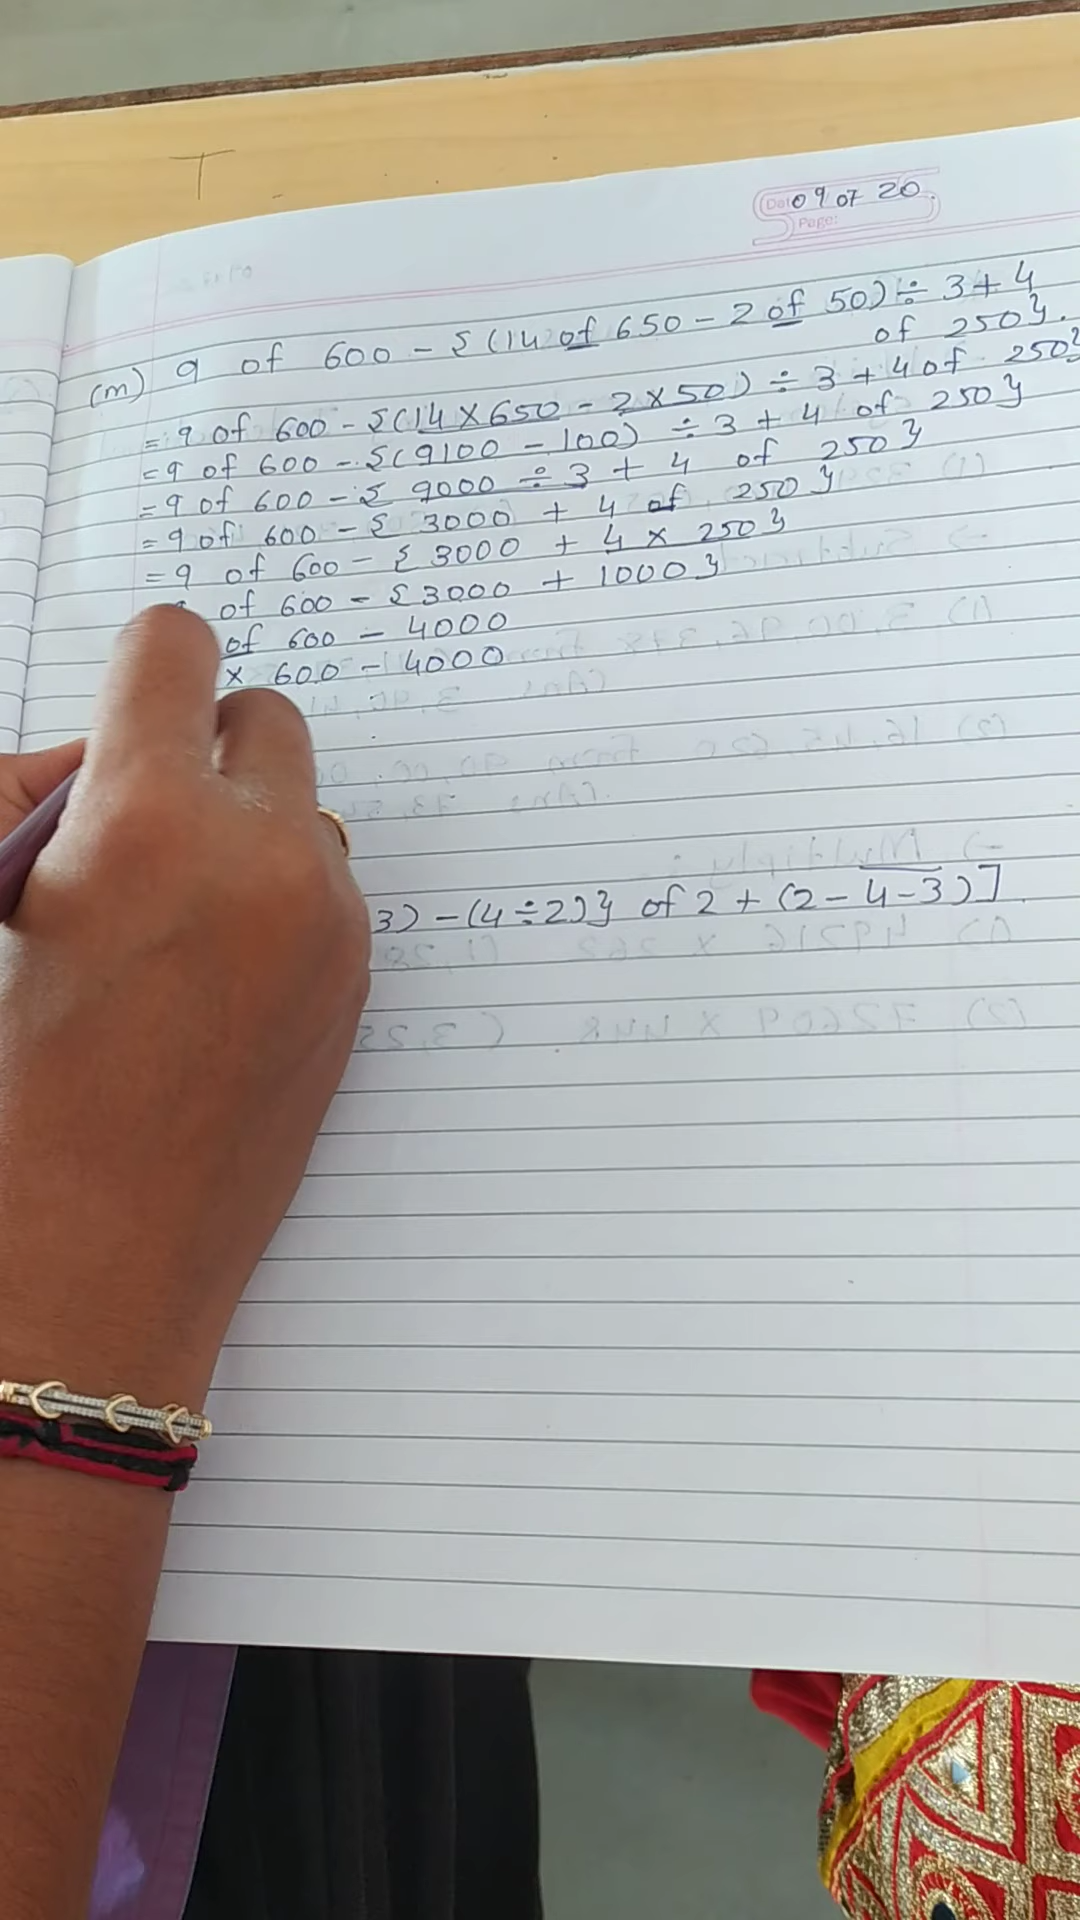 T
Date 09 07 20.
Page:
(m) 9 of 600 - {(14 of 650 - 2 of 50) ÷ 3 + 4
of 250}.
= 9 of 600 - {(14 × 650 - 2 × 50) ÷ 3 + 4 of 250}
= 9 of 600 - {(9100 - 100) ÷ 3 + 4 of 250}
= 9 of 600 - { 9000 ÷ 3 + 4 of 250}
= 9 of 600 - { 3000 + 4 of 250}
= 9 of 600 - { 3000 + 4 × 250}
of 600 - {3000 + 1000}
of 600 - 4000
× 600 - 4000
3) - (4 ÷ 2)} of 2 + (2 - 4 - 3)]